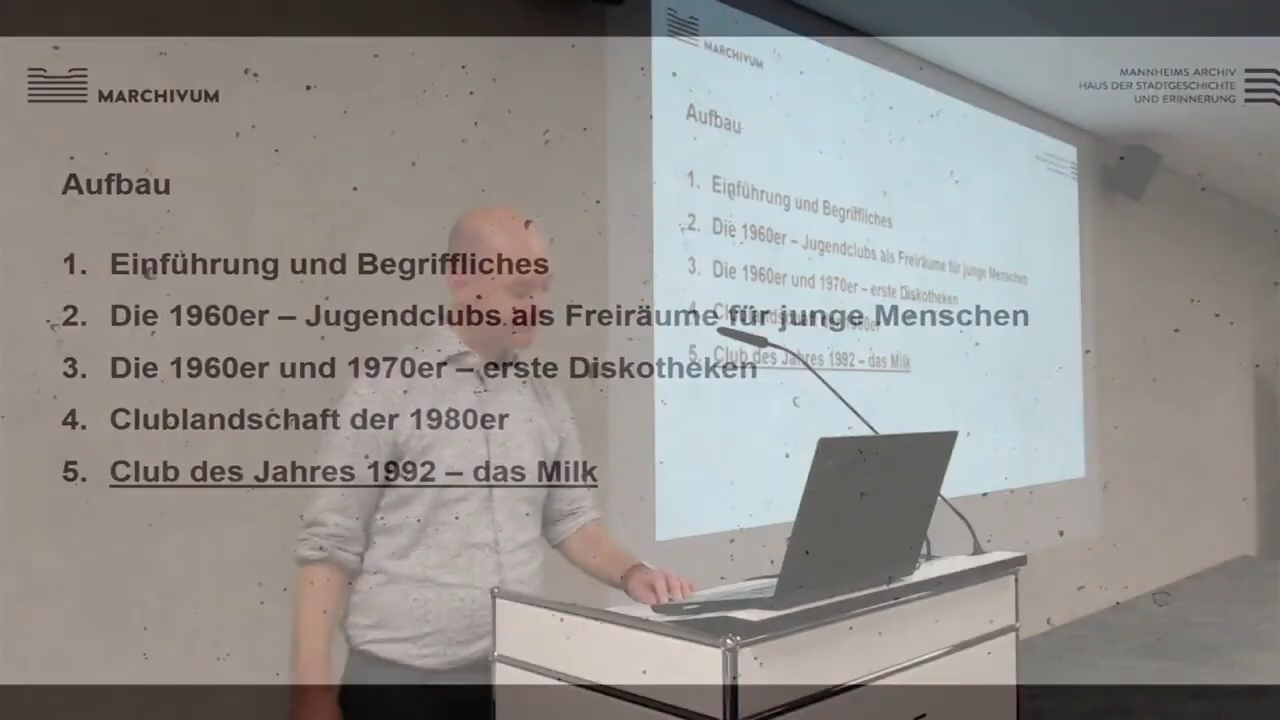 MARCHIVUM
MANNHEIMS ARCHIV
HAUS DER STADTGESCHICHTE
UND ERINNERUNG
Aufbau
1. Einführung und Begriffliches
2. Die 1960er – Jugendclubs als Freiräume für junge Menschen
3. Die 1960er und 1970er – erste Diskotheken
4. Clublandschaft der 1980er
5. Club des Jahres 1992 – das Milk
MARCHIVUM
Aufbau
1. Einführung und Begriffliches
2. Die 1960er – Jugendclubs als Freiräume für junge Menschen
3. Die 1960er und 1970er – erste Diskotheken
4.
5. Club des Jahres 1992 – das Milk